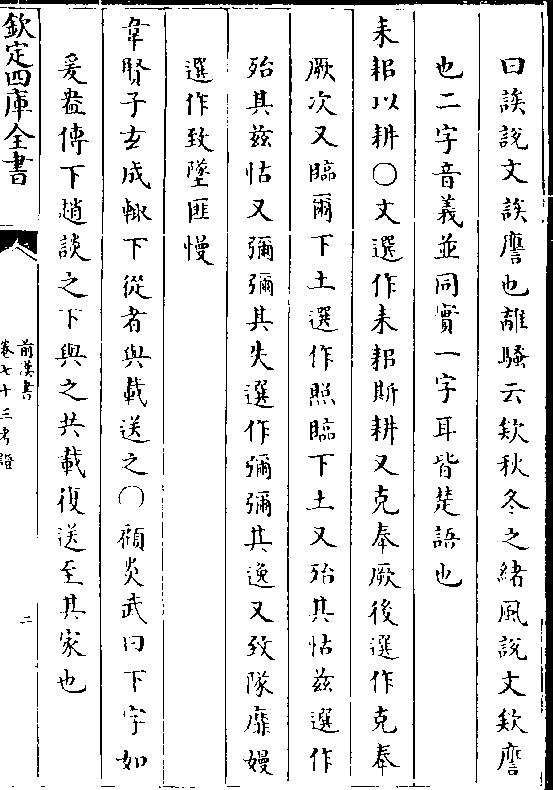 曰誒說文誒譍也離騷云欸秋冬之緒風說文欸譍
也二字音義並同實一字耳皆楚語也
耒耜以耕○文選作耒耜斯耕又克奉厥後選作克奉
厥次又臨爾下土選作照臨下土又殆其怙兹選作
殆其兹怙又彌彌其失選作彌彌其逸又致隊靡嫚
選作致墜匪慢
韋賢子玄成輒下從者與載送之○顧炎武曰下字如
爰盎傳下趙談之下與之共載復送至其家也
欽定四庫全書
前漢書
卷七十三考證
二